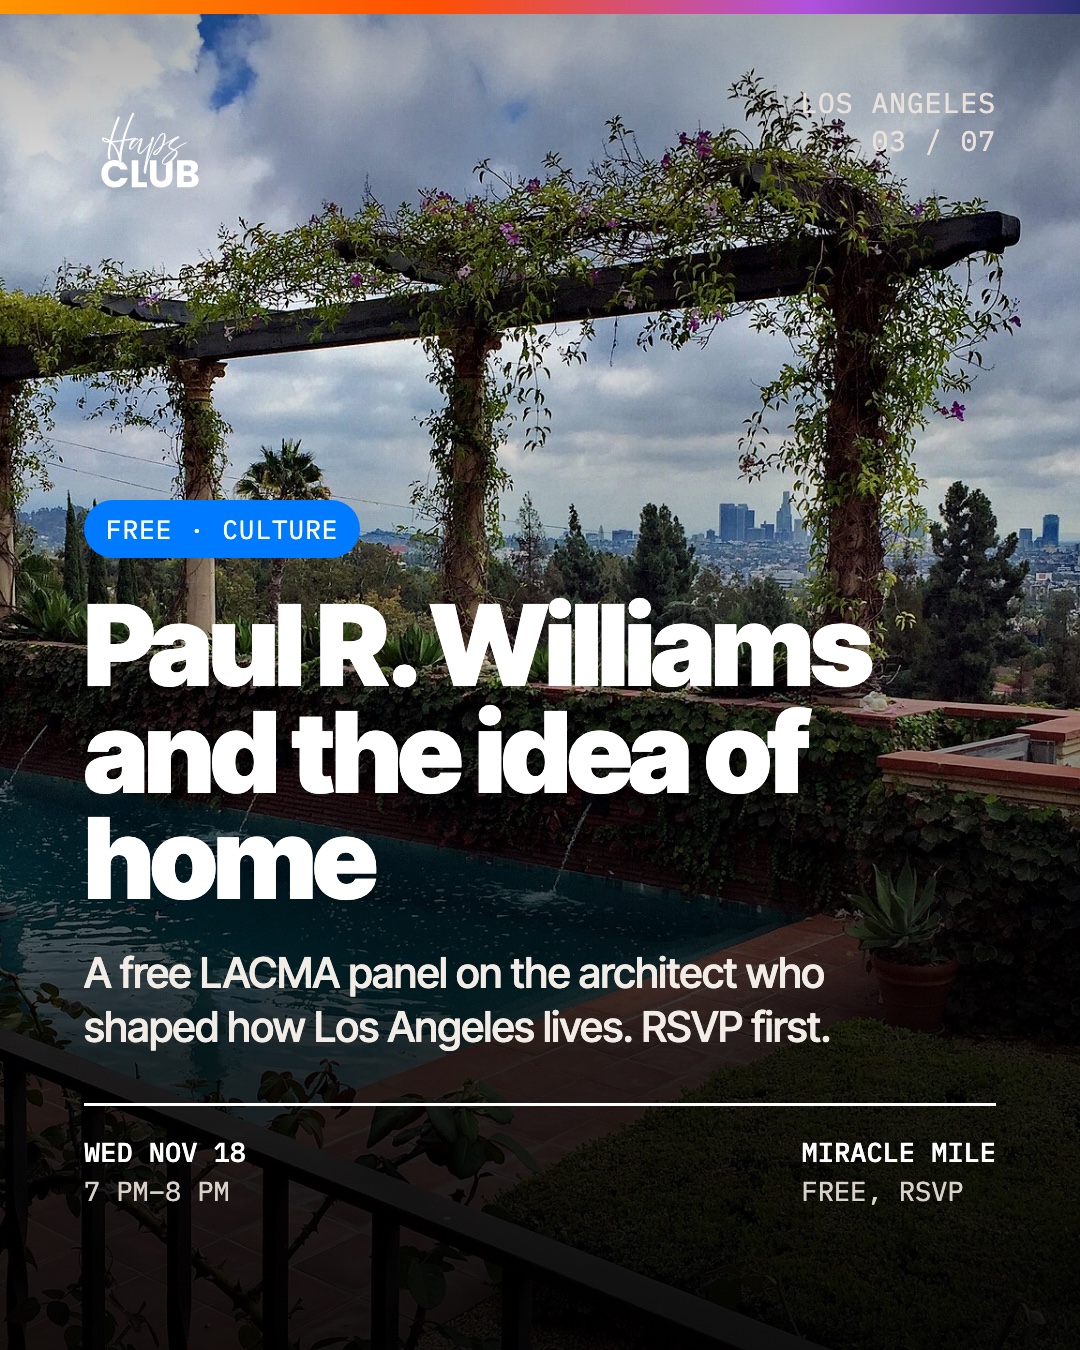 Haps
CLUB
LOS ANGELES
03 / 07
FREE · CULTURE
Paul R. Williams
and the idea of
home
A free LACMA panel on the architect who
shaped how Los Angeles lives. RSVP first.
WED NOV 18
7 PM–8 PM
MIRACLE MILE
FREE, RSVP